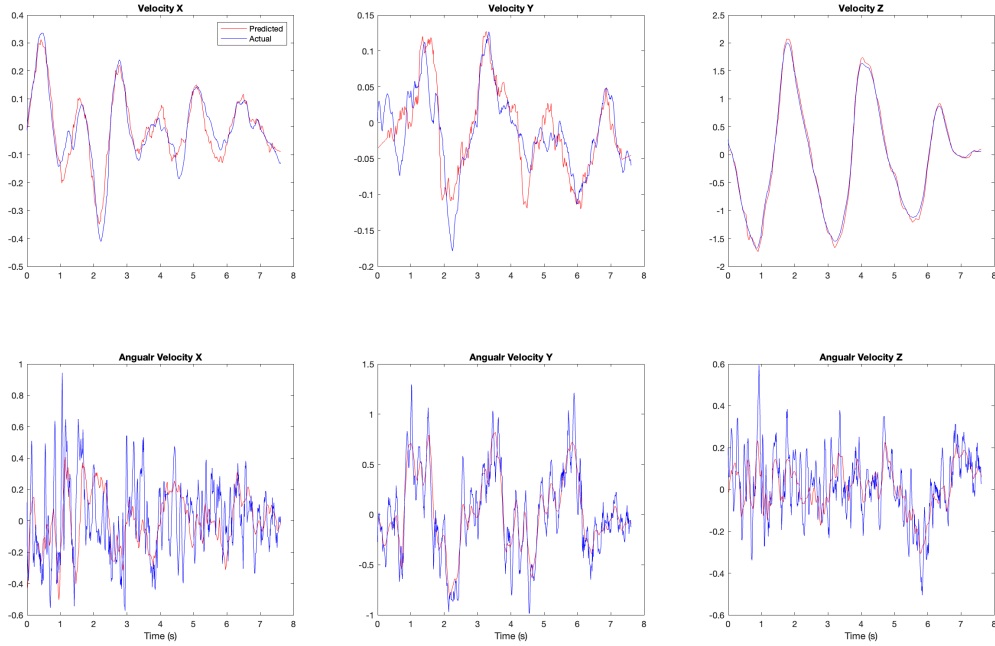 Velocity X
0.4
0.3
0.2
0.1
0
-0.1
-0.2
-0.3
-0.4
-0.5
0 1 2 3 4 5 6 7 8
Predicted
Actual
Velocity Y
0.15
0.1
0.05
0
-0.05
-0.1
-0.15
-0.2
0 1 2 3 4 5 6 7 8
Velocity Z
2.5
2
1.5
1
0.5
0
-0.5
-1
-1.5
-2
0 1 2 3 4 5 6 7 8
Angualr Velocity X
1
0.8
0.6
0.4
0.2
0
-0.2
-0.4
-0.6
0 1 2 3 4 5 6 7 8
Time (s)
Angualr Velocity Y
1.5
1
0.5
0
-0.5
-1
0 1 2 3 4 5 6 7 8
Time (s)
Angualr Velocity Z
0.6
0.4
0.2
0
-0.2
-0.4
-0.6
0 1 2 3 4 5 6 7 8
Time (s)